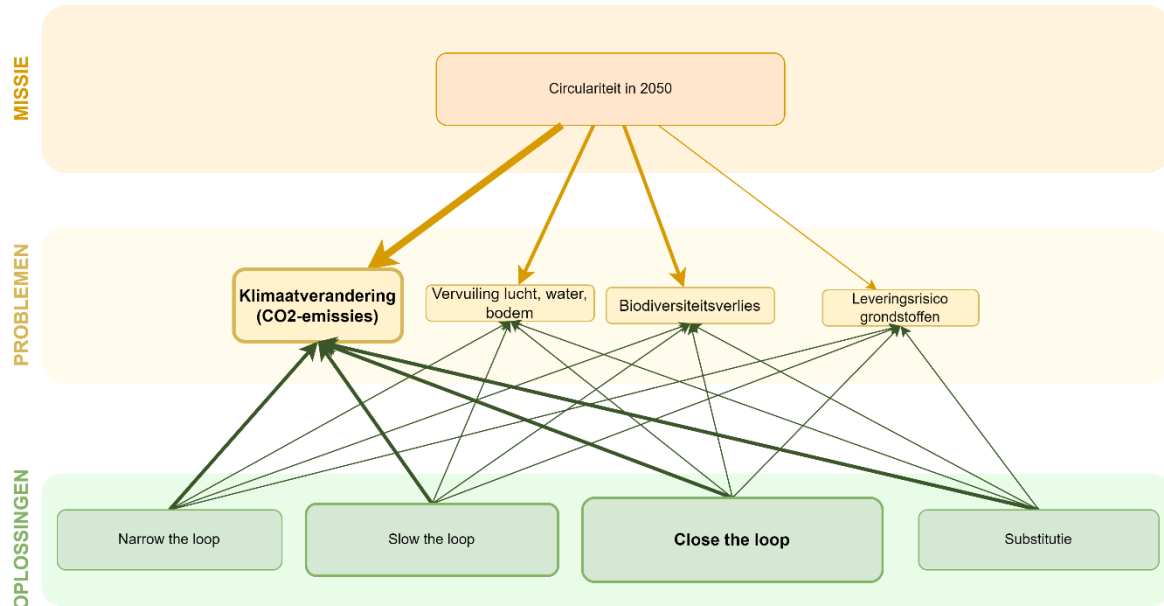 MISSIE
Circulariteit in 2050
PROBLEMEN
Klimaatverandering
(CO2-emissies)
Vervuiling lucht, water,
bodem
Biodiversiteitsverlies
Leveringsrisico
grondstoffen
OPLOSSINGEN
Narrow the loop
Slow the loop
Close the loop
Substitutie